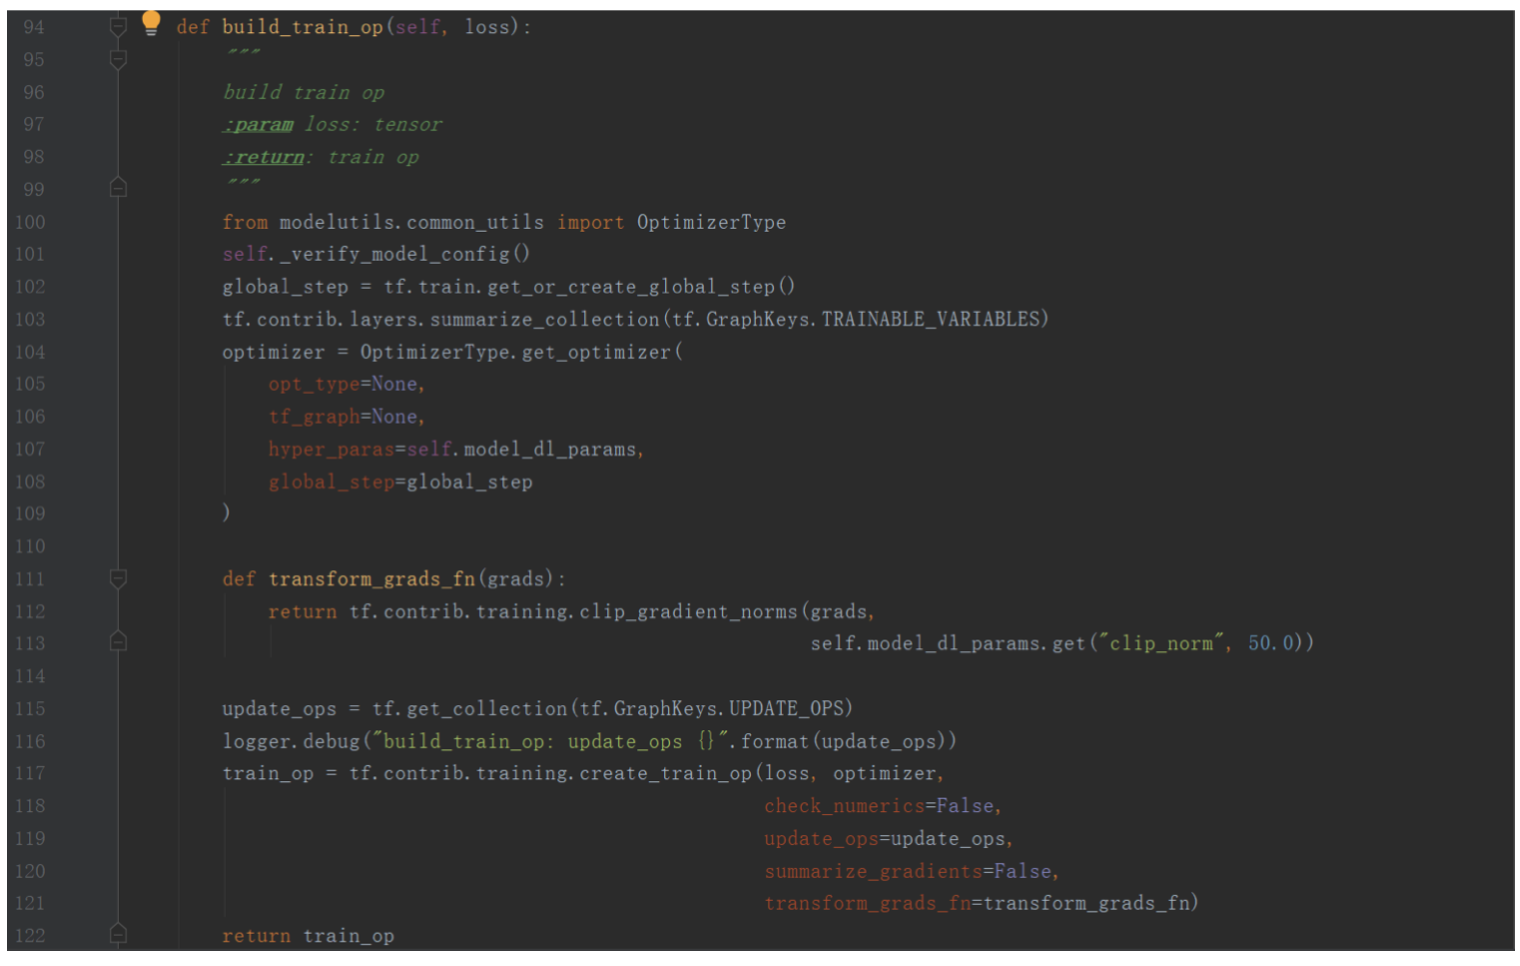 94 def build_train_op(self, loss):
95 """
96 build train op
97 :param loss: tensor
98 :return: train op
99 """
100 from modelutils.common_utils import OptimizerType
101 self._verify_model_config()
102 global_step = tf.train.get_or_create_global_step()
103 tf.contrib.layers.summarize_collection(tf.GraphKeys.TRAINABLE_VARIABLES)
104 optimizer = OptimizerType.get_optimizer(
105 opt_type=None,
106 tf_graph=None,
107 hyper_paras=self.model_dl_params,
108 global_step=global_step
109 )
110
111 def transform_grads_fn(grads):
112 return tf.contrib.training.clip_gradient_norms(grads,
113 self.model_dl_params.get("clip_norm", 50.0))
114
115 update_ops = tf.get_collection(tf.GraphKeys.UPDATE_OPS)
116 logger.debug("build_train_op: update_ops {}".format(update_ops))
117 train_op = tf.contrib.training.create_train_op(loss, optimizer,
118 check_numerics=False,
119 update_ops=update_ops,
120 summarize_gradients=False,
121 transform_grads_fn=transform_grads_fn)
122 return train_op